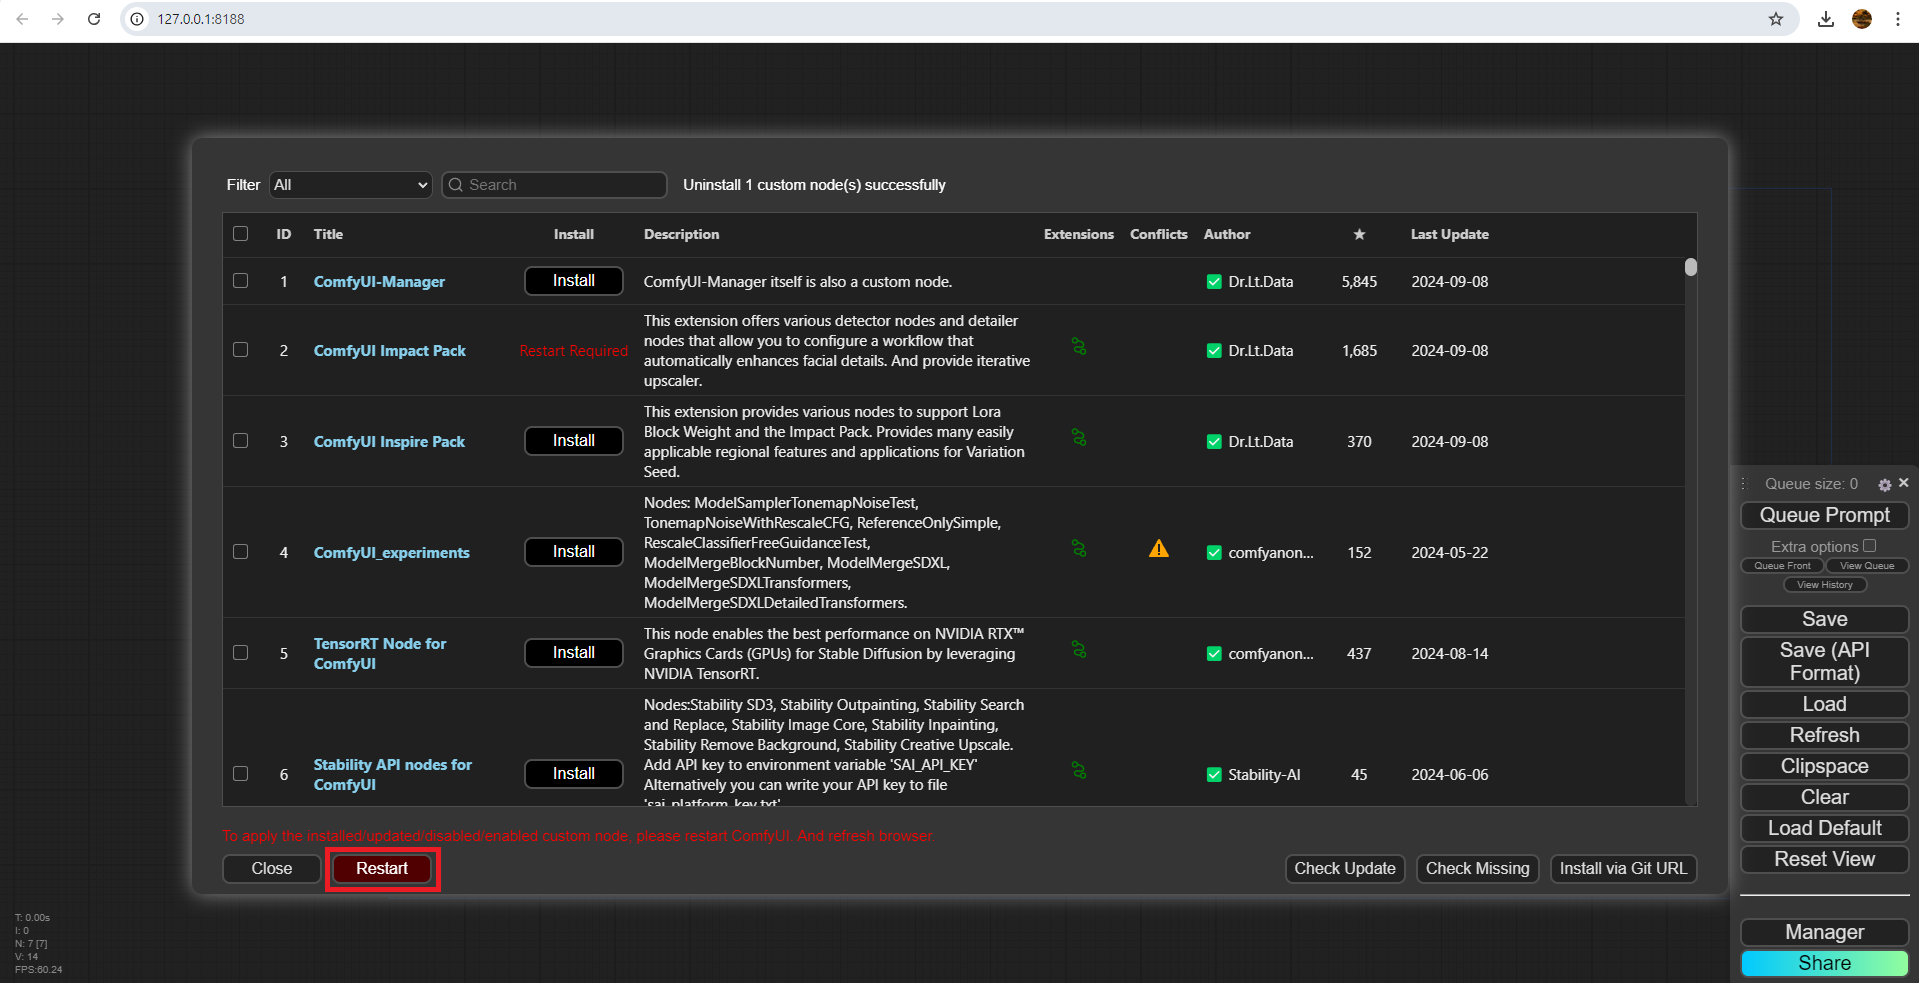 127.0.0.1:8188
Filter All Search Uninstall 1 custom node(s) successfully
ID Title Install Description Extensions Conflicts Author ★ Last Update
1 ComfyUI-Manager Install ComfyUI-Manager itself is also a custom node. Dr.Lt.Data 5,845 2024-09-08
This extension offers various detector nodes and detailer
2 ComfyUI Impact Pack Restart Required nodes that allow you to configure a workflow that Dr.Lt.Data 1,685 2024-09-08
automatically enhances facial details. And provide iterative
upscaler.
This extension provides various nodes to support Lora
3 ComfyUI Inspire Pack Install Block Weight and the Impact Pack. Provides many easily Dr.Lt.Data 370 2024-09-08
applicable regional features and applications for Variation
Seed.
Nodes: ModelSamplerTonemapNoiseTest,
TonemapNoiseWithRescaleCFG, ReferenceOnlySimple,
RescaleClassifierFreeGuidanceTest,
4 ComfyUI_experiments Install ModelMergeBlockNumber, ModelMergeSDXL, comfyanon... 152 2024-05-22
ModelMergeSDXLTransformers,
ModelMergeSDXLDetailedTransformers.
This node enables the best performance on NVIDIA RTX™
5 TensorRT Node for ComfyUI Install Graphics Cards (GPUs) for Stable Diffusion by leveraging comfyanon... 437 2024-08-14
NVIDIA TensorRT.
Nodes:Stability SD3, Stability Outpainting, Stability Search
and Replace, Stability Image Core, Stability Inpainting,
Stability Remove Background, Stability Creative Upscale.
6 Stability API nodes for ComfyUI Install Add API key to environment variable 'SAI_API_KEY' Stability-AI 45 2024-06-06
Alternatively you can write your API key to file
'sai_platform_key.txt'
To apply the installed/updated/disabled/enabled custom node, please restart ComfyUI. And refresh browser.
Close Restart Check Update Check Missing Install via Git URL
Queue size: 0
Queue Prompt
Extra options
Queue Front View Queue
View History
Save
Save (API
Format)
Load
Refresh
Clipspace
Clear
Load Default
Reset View
Manager
Share
T: 0.00s
I: 0
N: 7 [7]
V: 14
FPS:60.24